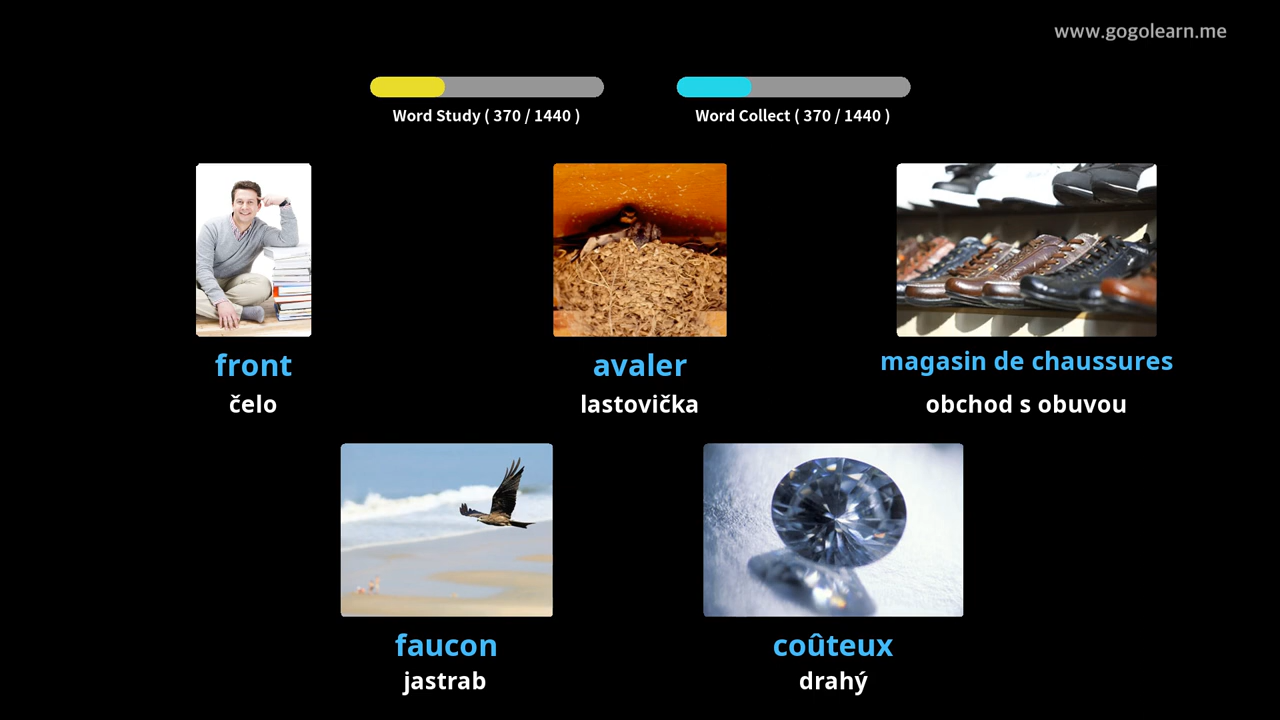 www.gogolearn.me
Word Study ( 370 / 1440 )
Word Collect ( 370 / 1440 )
front
avaler
magasin de chaussures
čelo
lastovička
obchod s obuvou
faucon
coûteux
jastrab
drahý